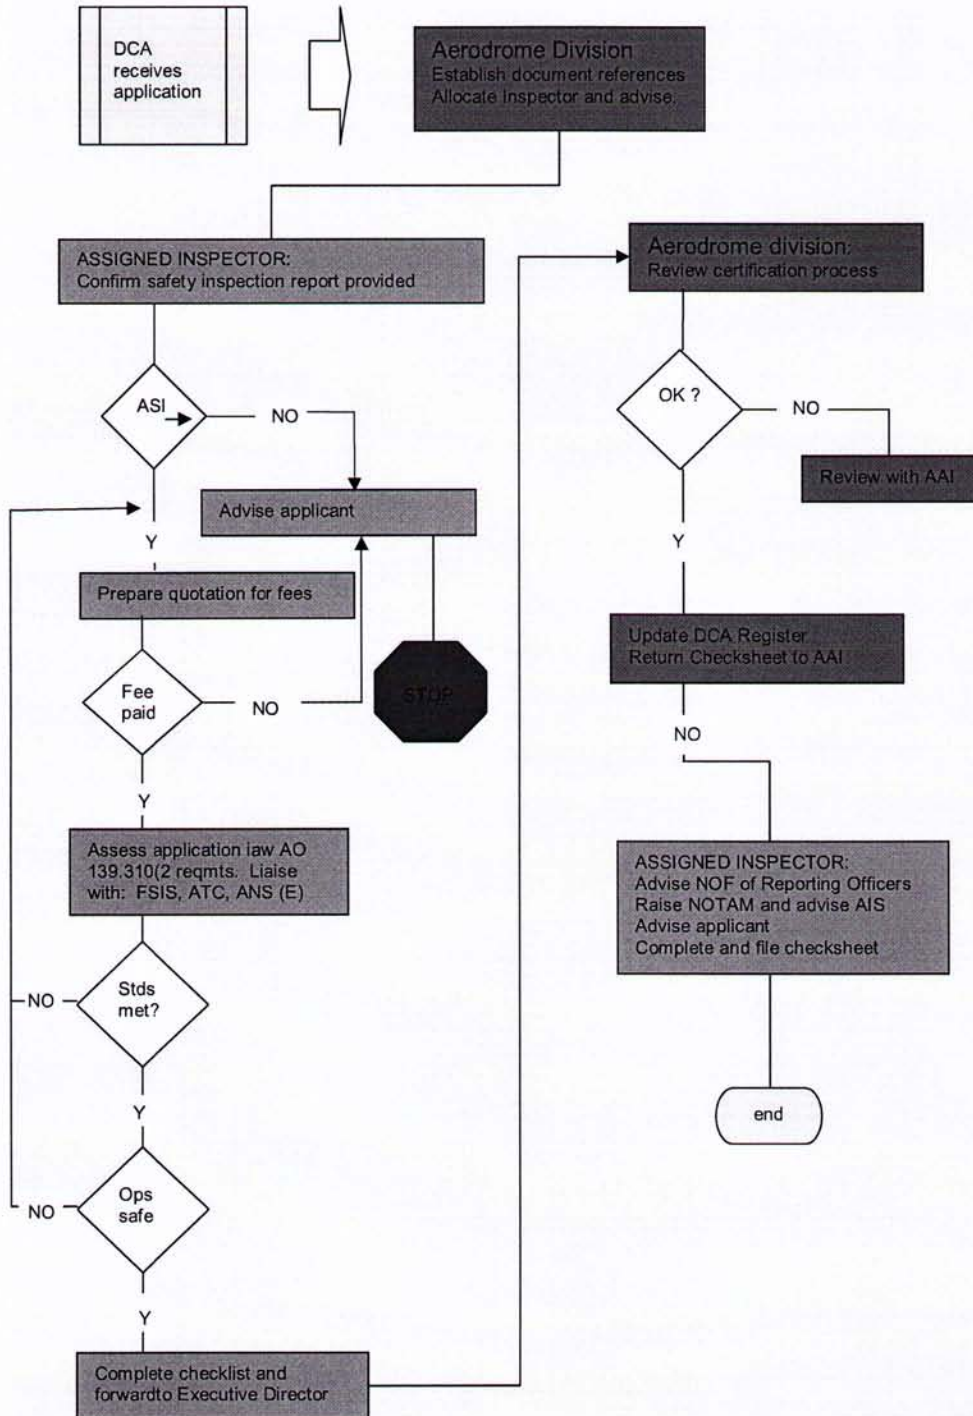 DCA
receives
application
Aerodrome Division
Establish document references
Allocate Inspector and advise.
ASSIGNED INSPECTOR:
Confirm safety inspection report provided
ASI
NO
Advise applicant
Y
Prepare quotation for fees
Fee
paid
NO
STOP
Y
Assess application iaw AO
139.310(2 reqmts. Liaise
with: FSIS, ATC, ANS (E)
Stds
met?
NO
Y
Ops
safe
NO
Y
Complete checklist and
forwardto Executive Director
Aerodrome division:
Review certification process
OK ?
NO
Review with AAI
Y
Update DCA Register
Return Checksheet to AAI
NO
ASSIGNED INSPECTOR:
Advise NOF of Reporting Officers
Raise NOTAM and advise AIS
Advise applicant
Complete and file checksheet
end